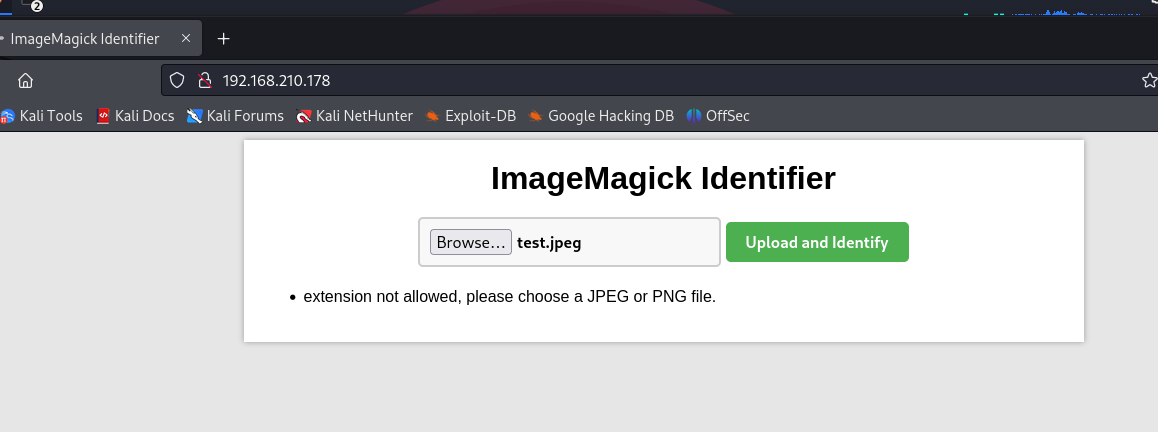 2
ImageMagick Identifier × +
192.168.210.178
Kali Tools Kali Docs Kali Forums Kali NetHunter Exploit-DB Google Hacking DB OffSec
ImageMagick Identifier
Browse... test.jpeg Upload and Identify
• extension not allowed, please choose a JPEG or PNG file.